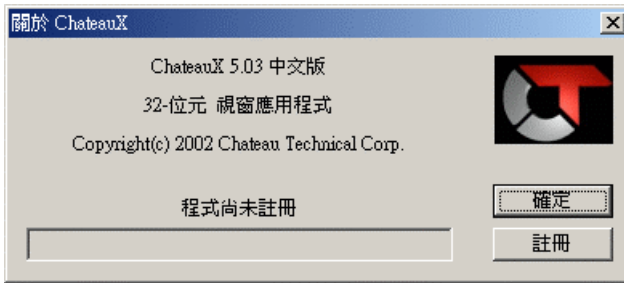 關於 ChateauX
ChateauX 5.03 中文版
32-位元 視窗應用程式
Copyright(c) 2002 Chateau Technical Corp.
程式尚未註冊
確定
註冊